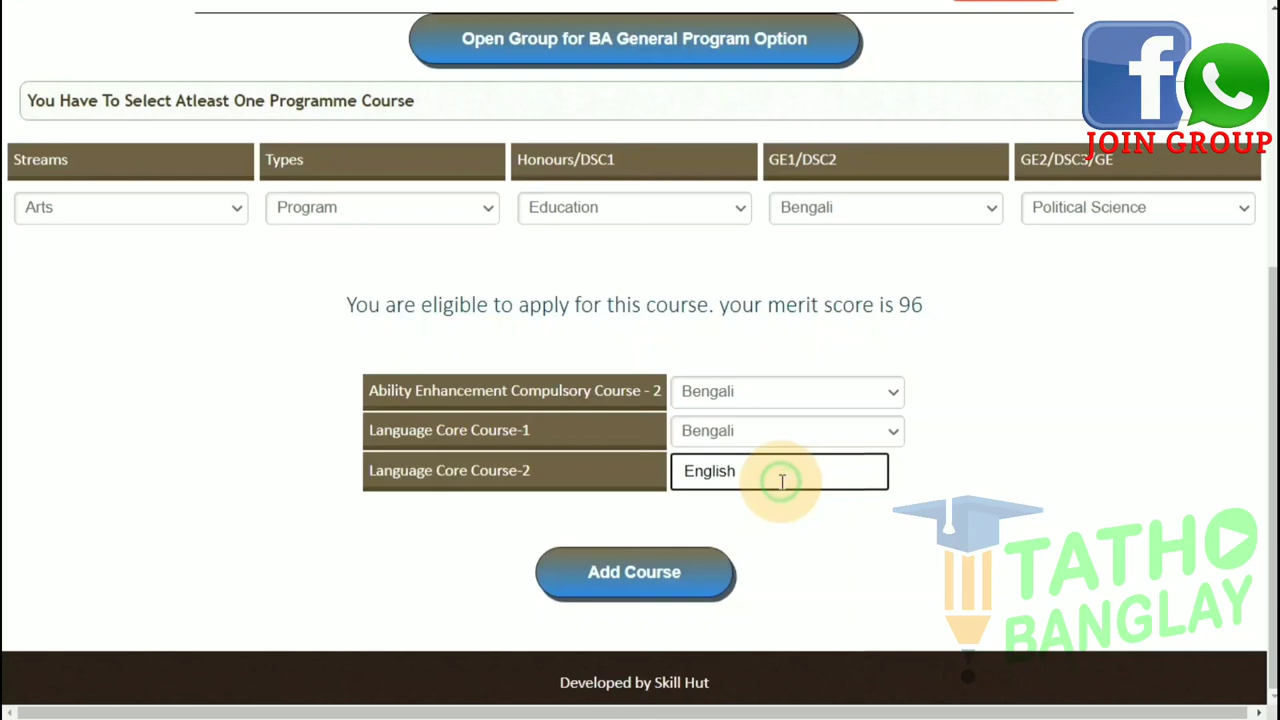 Open Group for BA General Program Option
You Have To Select Atleast One Programme Course
JOIN GROUP
Streams Types Honours/DSC1 GE1/DSC2 GE2/DSC3/GE
Arts Program Education Bengali Political Science
You are eligible to apply for this course. your merit score is 96
Ability Enhancement Compulsory Course - 2 Bengali
Language Core Course-1 Bengali
Language Core Course-2 English
Add Course
TATHO
BANGLAY
Developed by Skill Hut